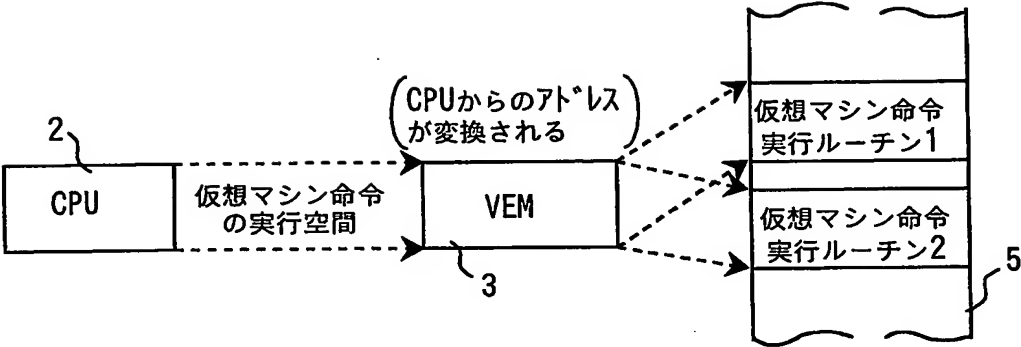 2
CPU
仮想マシン命令
の実行空間
(CPUからのアドレス
が変換される)
VEM
3
仮想マシン命令
実行ルーチン1
仮想マシン命令
実行ルーチン2
5